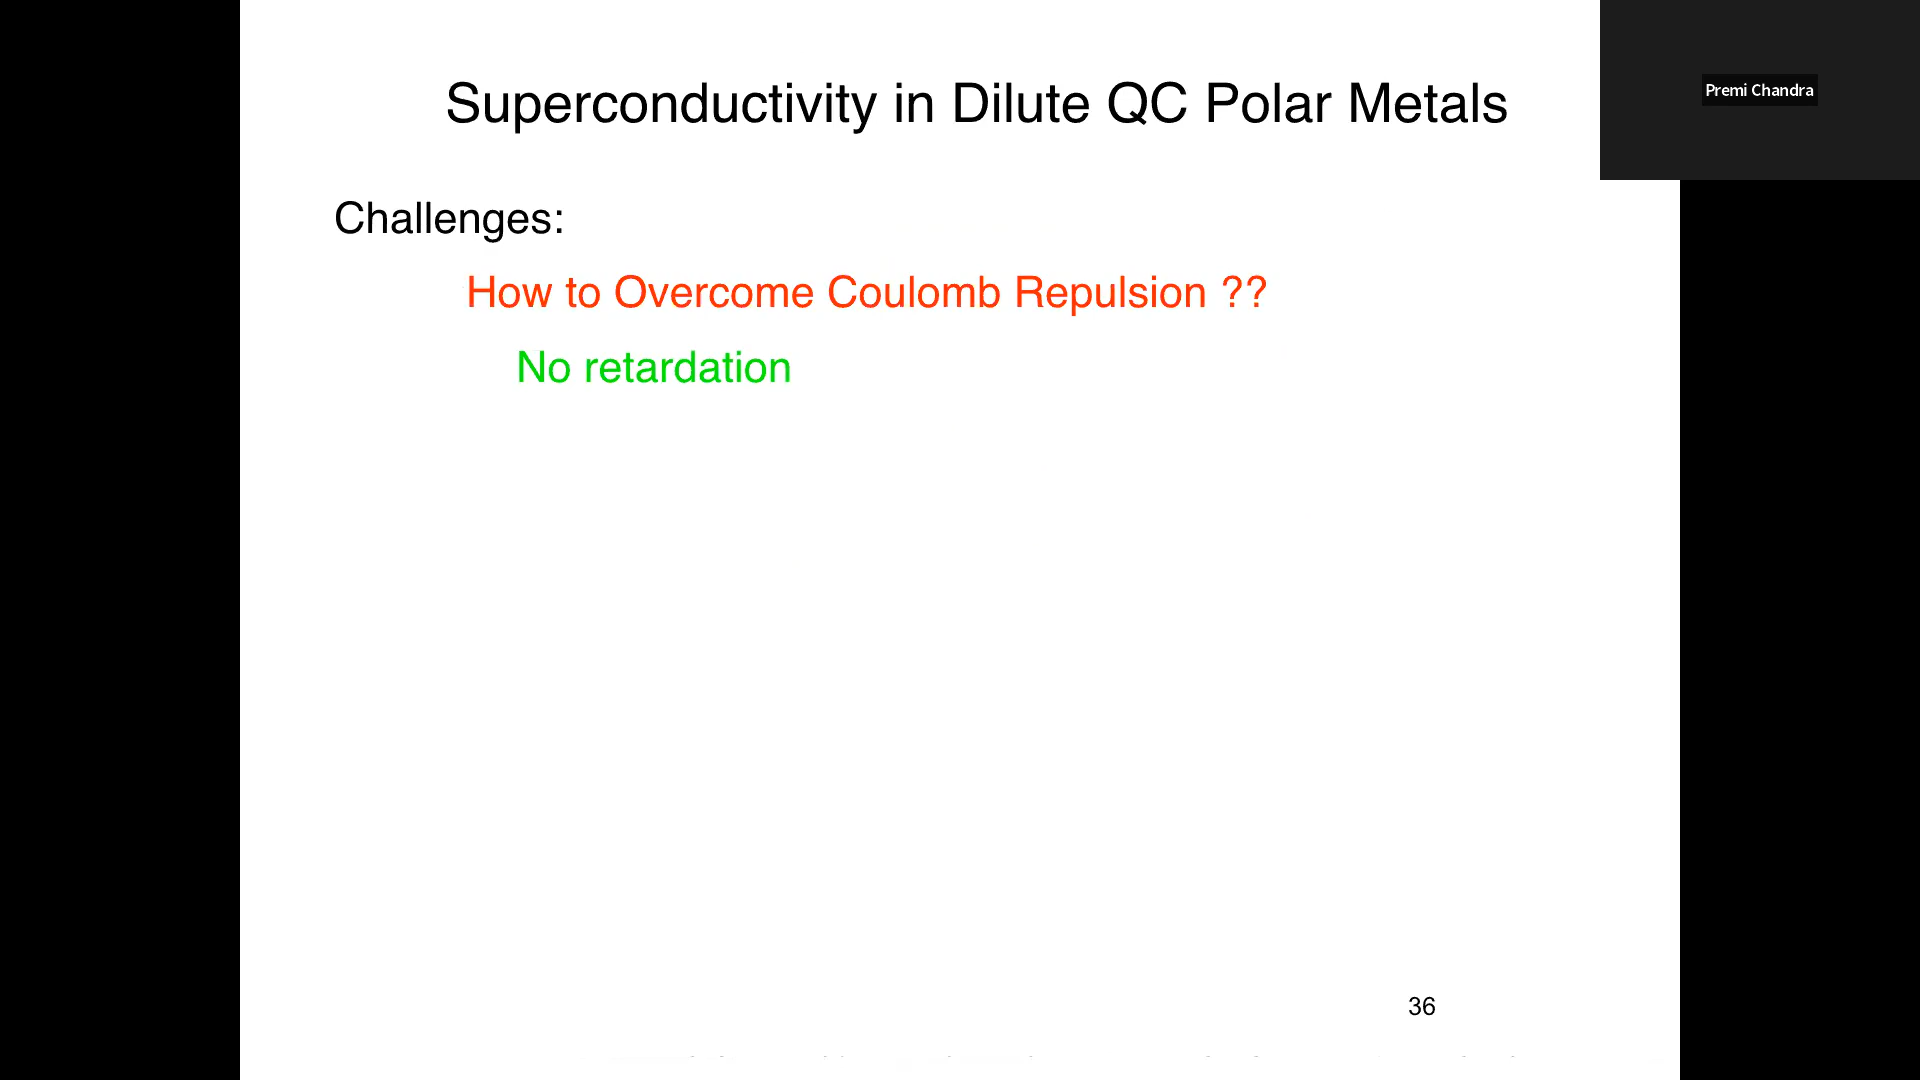 Superconductivity in Dilute QC Polar Metals
Premi Chandra
Challenges:
How to Overcome Coulomb Repulsion ??
No retardation
36